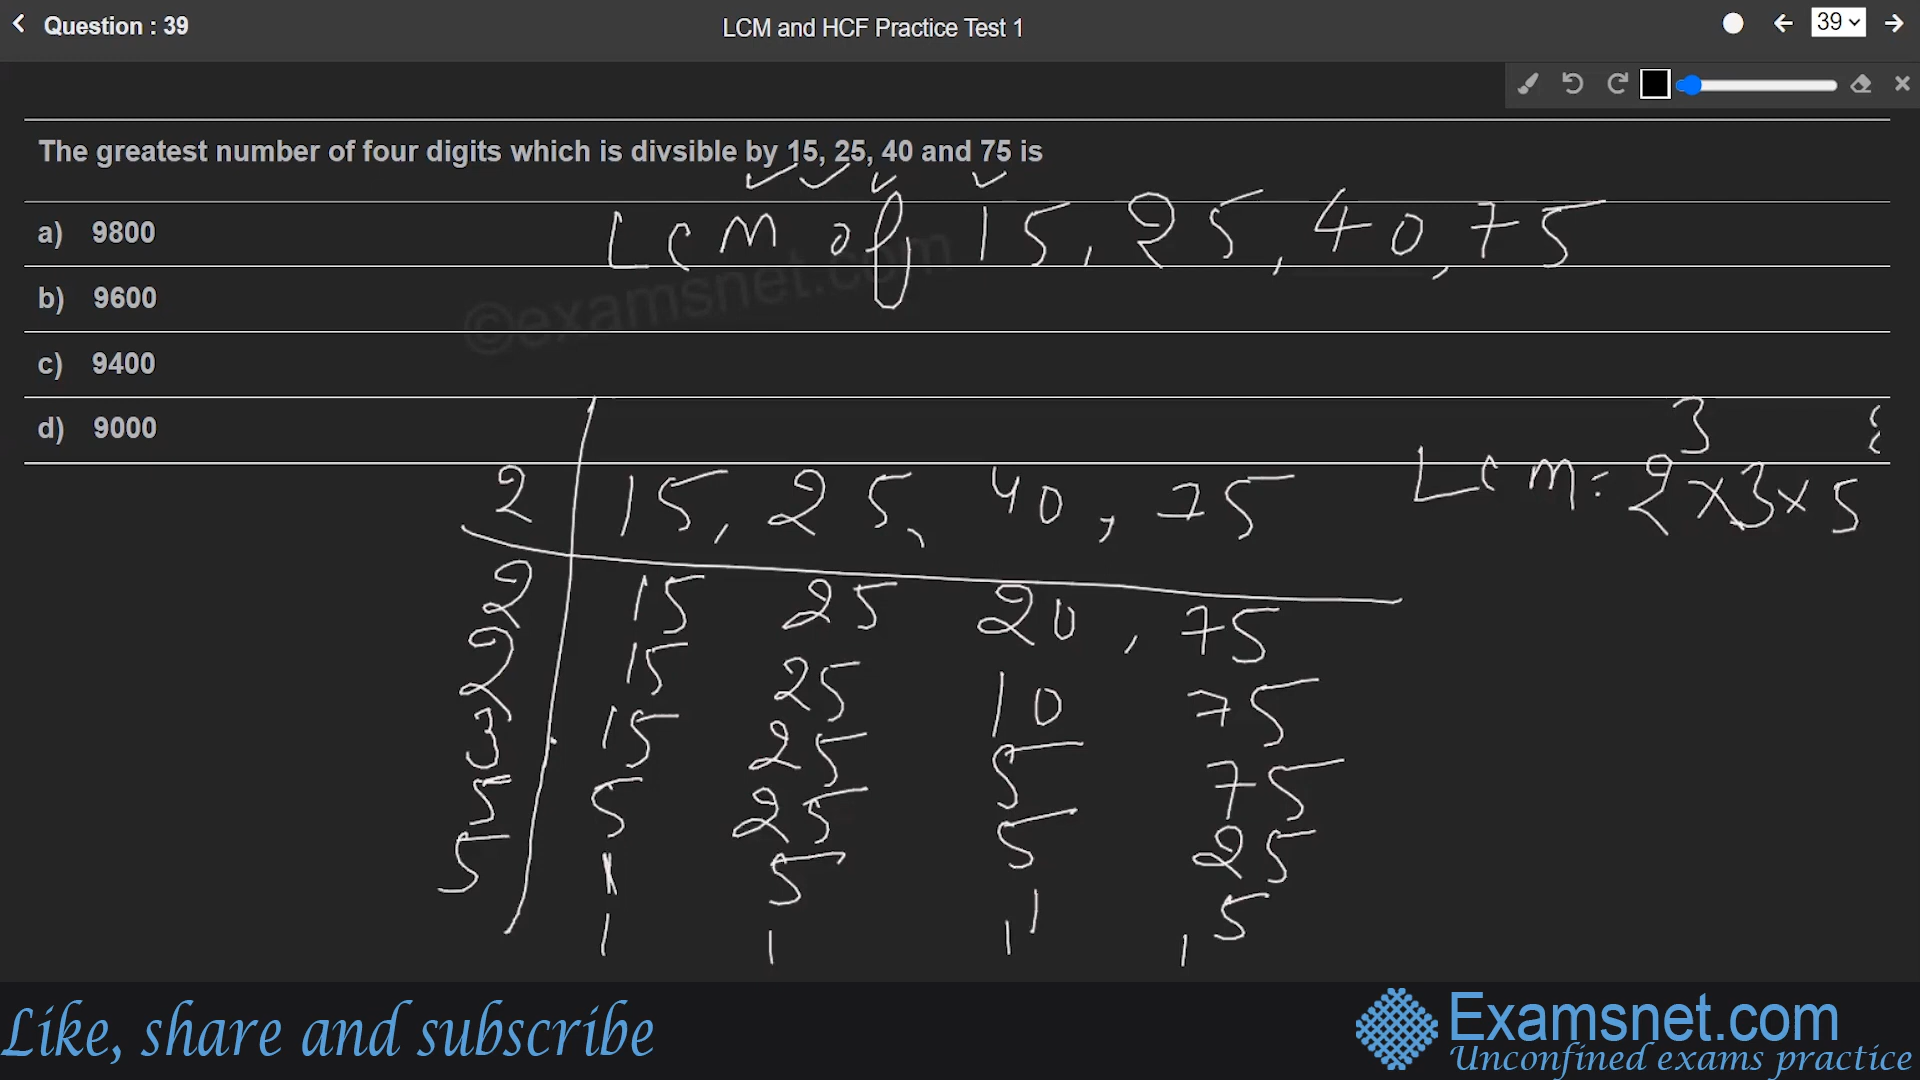 Question : 39
LCM and HCF Practice Test 1
39
The greatest number of four digits which is divsible by 15, 25, 40 and 75 is
a) 9800
LCM of 15, 25, 40, 75
©examsnet.com
b) 9600
c) 9400
d) 9000
3
LCM: 2 x 3 x 5
2 15, 25, 40, 75
2 15 25 20, 75
2 15 25 10 75
3 15 25 5 75
5 5 25 5 25
5 1 5 1 5
1 1 1 1
Like, share and subscribe
Examsnet.com
Unconfined exams practice